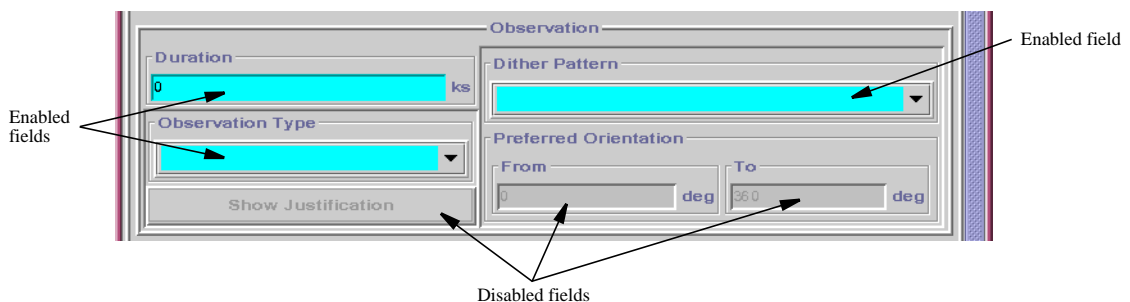 Observation
Enabled field
Duration
0 ks
Dither Pattern
Enabled
fields
Observation Type
Preferred Orientation
From
To
0 deg
360 deg
Show Justification
Disabled fields